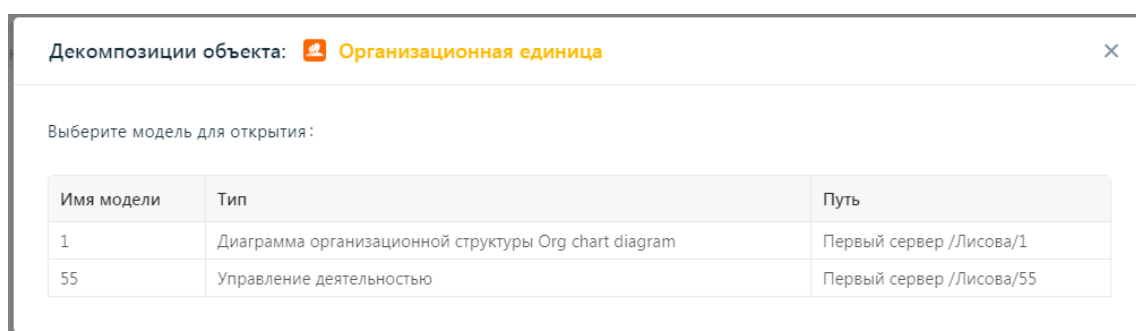 Декомпозиции объекта: Организационная единица
Выберите модель для открытия:
Имя модели Тип Путь
1 Диаграмма организационной структуры Org chart diagram Первый сервер /Лисова/1
55 Управление деятельностью Первый сервер /Лисова/55